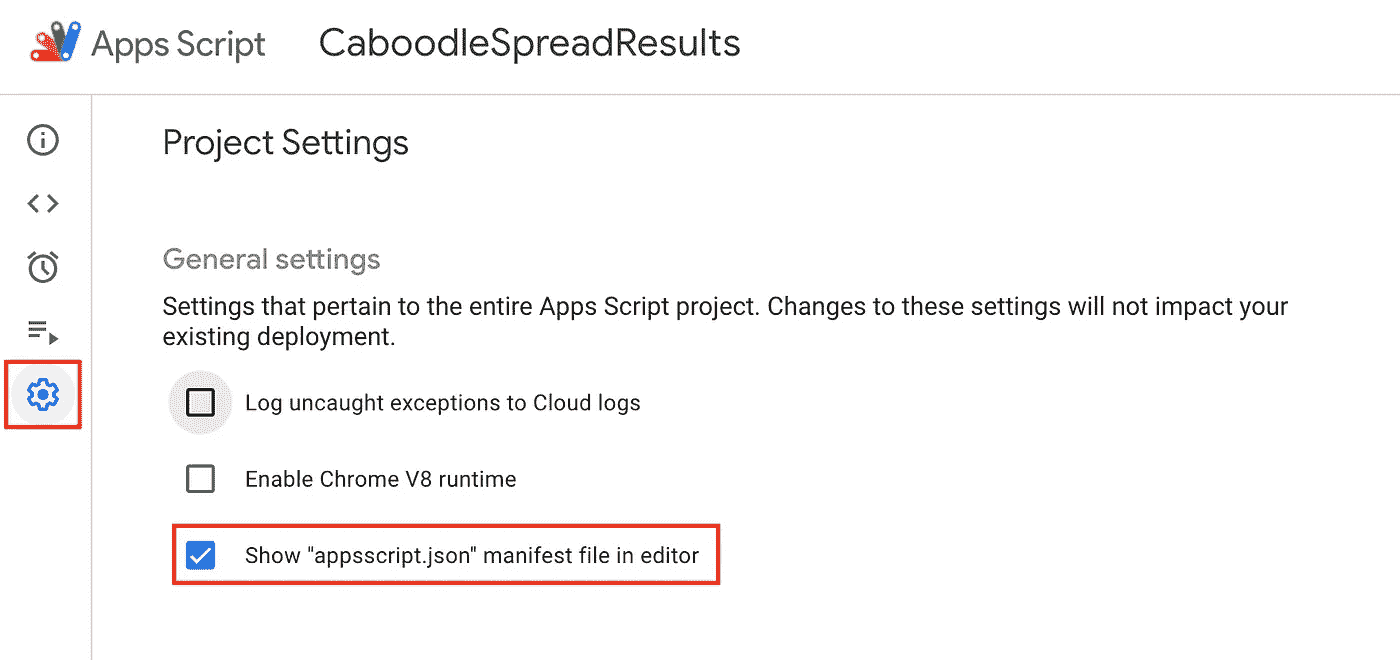 Apps Script
CaboodleSpreadResults
Project Settings
General settings
Settings that pertain to the entire Apps Script project. Changes to these settings will not impact your
existing deployment.
Log uncaught exceptions to Cloud logs
Enable Chrome V8 runtime
Show "appsscript.json" manifest file in editor